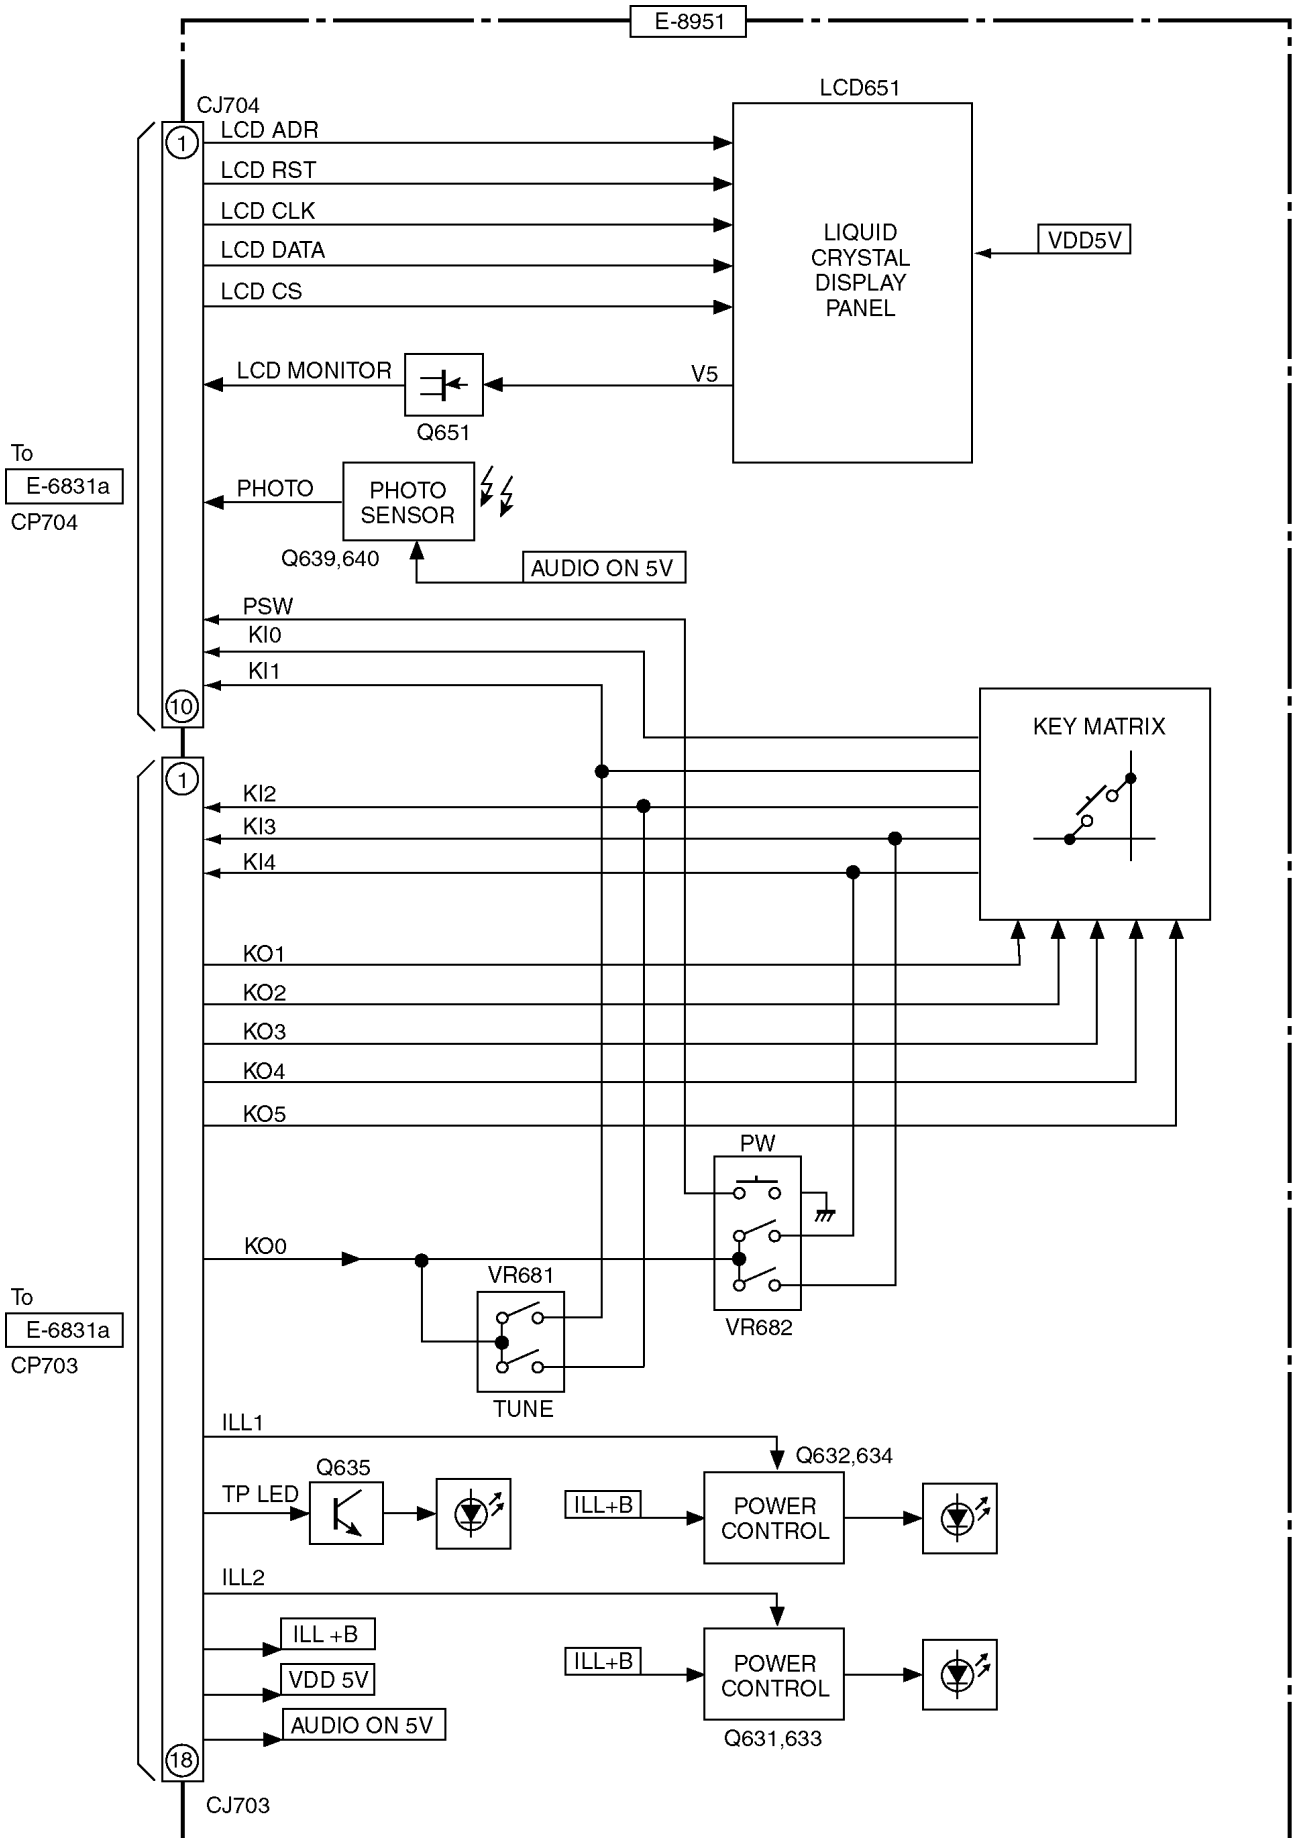 E-8951
CJ704
LCD651
1
LCD ADR
LCD RST
LCD CLK
LCD DATA
LCD CS
LIQUID
CRYSTAL
DISPLAY
PANEL
VDD5V
LCD MONITOR
V5
Q651
To
E-6831a
CP704
PHOTO
PHOTO
SENSOR
Q639,640
AUDIO ON 5V
PSW
KI0
KI1
10
KEY MATRIX
1
KI2
KI3
KI4
KO1
KO2
KO3
KO4
KO5
PW
KO0
VR681
VR682
To
E-6831a
CP703
TUNE
ILL1
Q632,634
Q635
TP LED
ILL+B
POWER
CONTROL
ILL2
ILL +B
ILL+B
POWER
CONTROL
VDD 5V
AUDIO ON 5V
Q631,633
18
CJ703